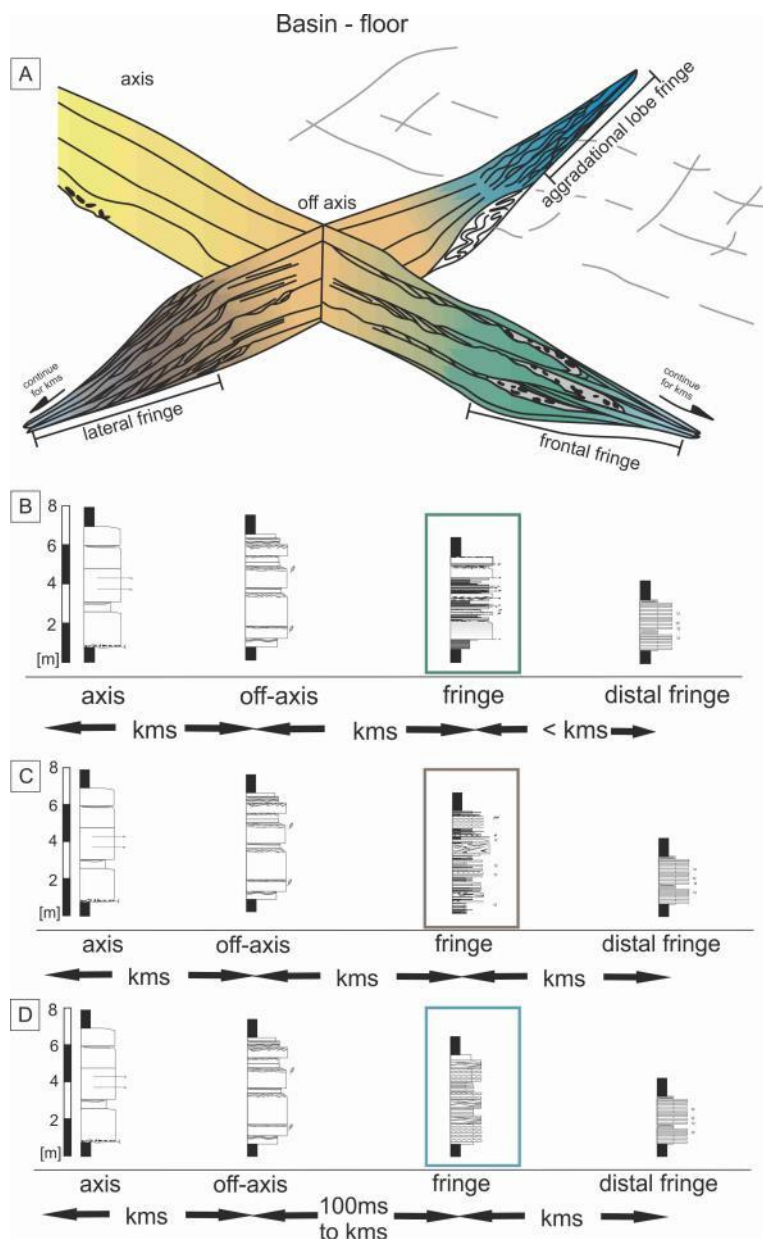 Basin - floor
A
axis
off axis
aggradational lobe fringe
continue
for kms
lateral fringe
continue
for kms
frontal fringe
B
8
6
4
2
[m]
axis
off-axis
fringe
distal fringe
kms
kms
< kms
C
8
6
4
2
[m]
axis
off-axis
fringe
distal fringe
kms
kms
kms
D
8
6
4
2
[m]
axis
off-axis
fringe
distal fringe
kms
100ms
to kms
kms